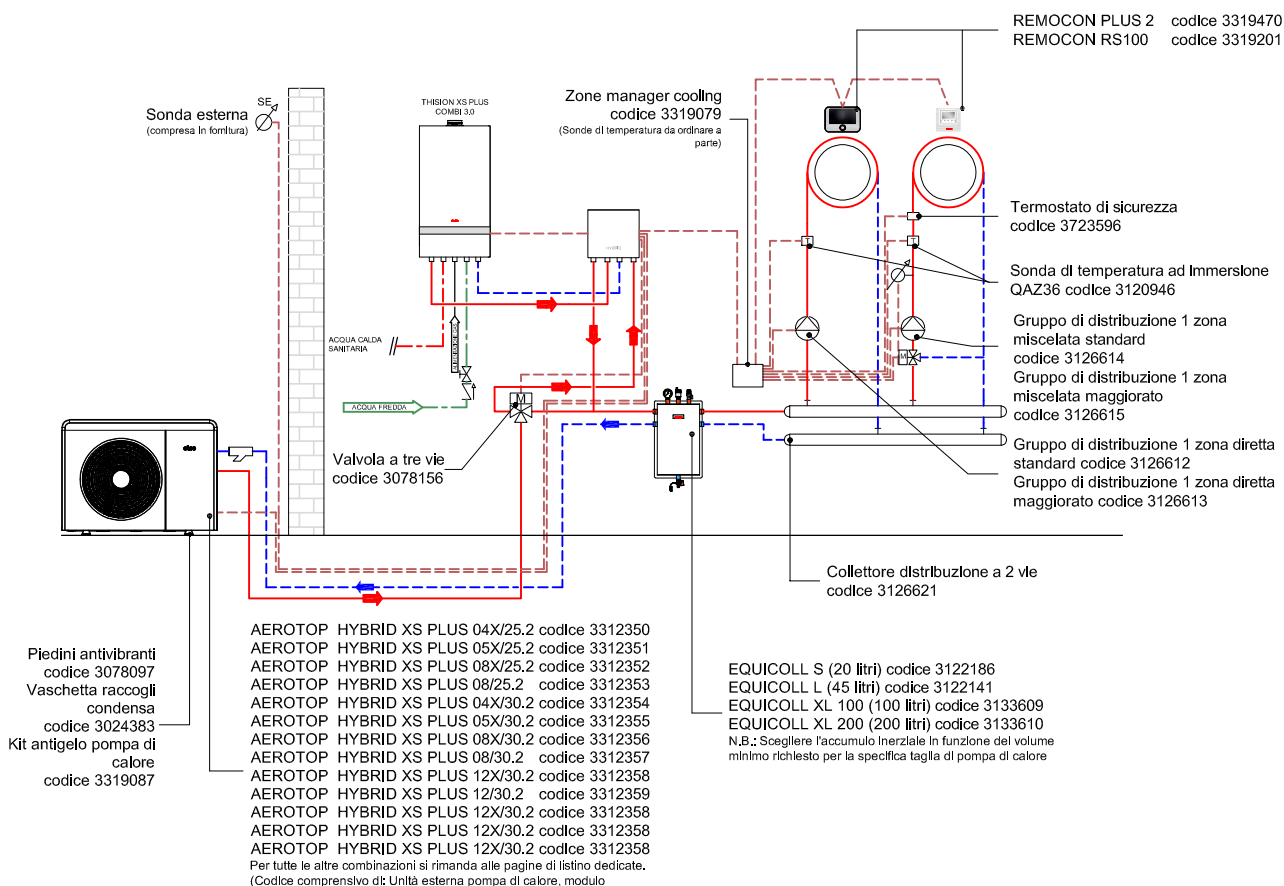 REMOCON PLUS 2 codice 3319470
REMOCON RS100 codice 3319201
Sonda esterna
(compresa in fornitura)
SE
THISION XS PLUS
COMBI 3.0
Zone manager cooling
codice 3319079
(Sonde di temperatura da ordinare a
parte)
Termostato di sicurezza
codice 3723596
T
T
Sonda di temperatura ad immersione
QAZ36 codice 3120946
Gruppo di distribuzione 1 zona
miscelata standard
codice 3126614
Gruppo di distribuzione 1 zona
miscelata maggiorato
codice 3126615
M
Gruppo di distribuzione 1 zona diretta
standard codice 3126612
Gruppo di distribuzione 1 zona diretta
maggiorato codice 3126613
ACQUA CALDA
SANITARIA
ACQUA FREDDA
M
Valvola a tre vie
codice 3078156
elco
Collettore distribuzione a 2 vie
codice 3126621
Piedini antivibranti
codice 3078097
Vaschetta raccogli
condensa
codice 3024383
Kit antigelo pompa di
calore
codice 3319087
AEROTOP HYBRID XS PLUS 04X/25.2 codice 3312350
AEROTOP HYBRID XS PLUS 05X/25.2 codice 3312351
AEROTOP HYBRID XS PLUS 08X/25.2 codice 3312352
AEROTOP HYBRID XS PLUS 08/25.2 codice 3312353
AEROTOP HYBRID XS PLUS 04X/30.2 codice 3312354
AEROTOP HYBRID XS PLUS 05X/30.2 codice 3312355
AEROTOP HYBRID XS PLUS 08X/30.2 codice 3312356
AEROTOP HYBRID XS PLUS 08/30.2 codice 3312357
AEROTOP HYBRID XS PLUS 12X/30.2 codice 3312358
AEROTOP HYBRID XS PLUS 12/30.2 codice 3312359
AEROTOP HYBRID XS PLUS 12X/30.2 codice 3312358
AEROTOP HYBRID XS PLUS 12X/30.2 codice 3312358
AEROTOP HYBRID XS PLUS 12X/30.2 codice 3312358
Per tutte le altre combinazioni si rimanda alle pagine di listino dedicate.
(Codice comprensivo di: Unità esterna pompa di calore, modulo
EQUICOLL S (20 litri) codice 3122186
EQUICOLL L (45 litri) codice 3122141
EQUICOLL XL 100 (100 litri) codice 3133609
EQUICOLL XL 200 (200 litri) codice 3133610
N.B.: Scegliere l'accumulo inerziale in funzione del volume
minimo richiesto per la specifica taglia di pompa di calore